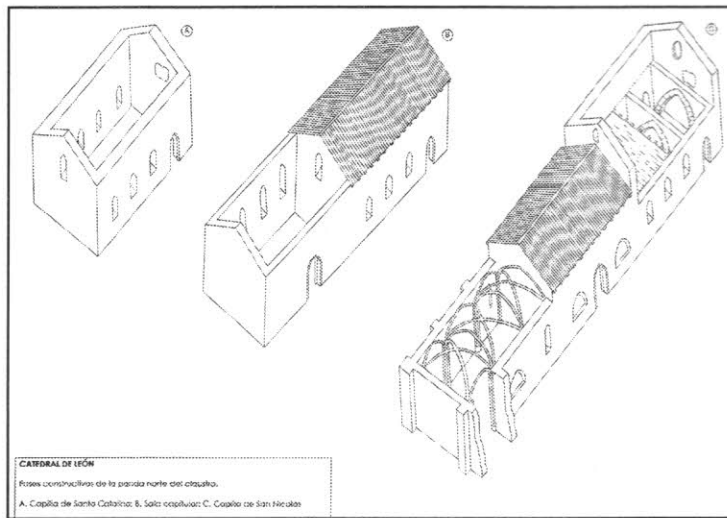 A
B
C
CATEDRAL DE LEÓN
Fases constructivas de la panda norte del claustro.
A. Capilla de Santa Catalina; B. Sala capitular; C. Capilla de San Nicolás